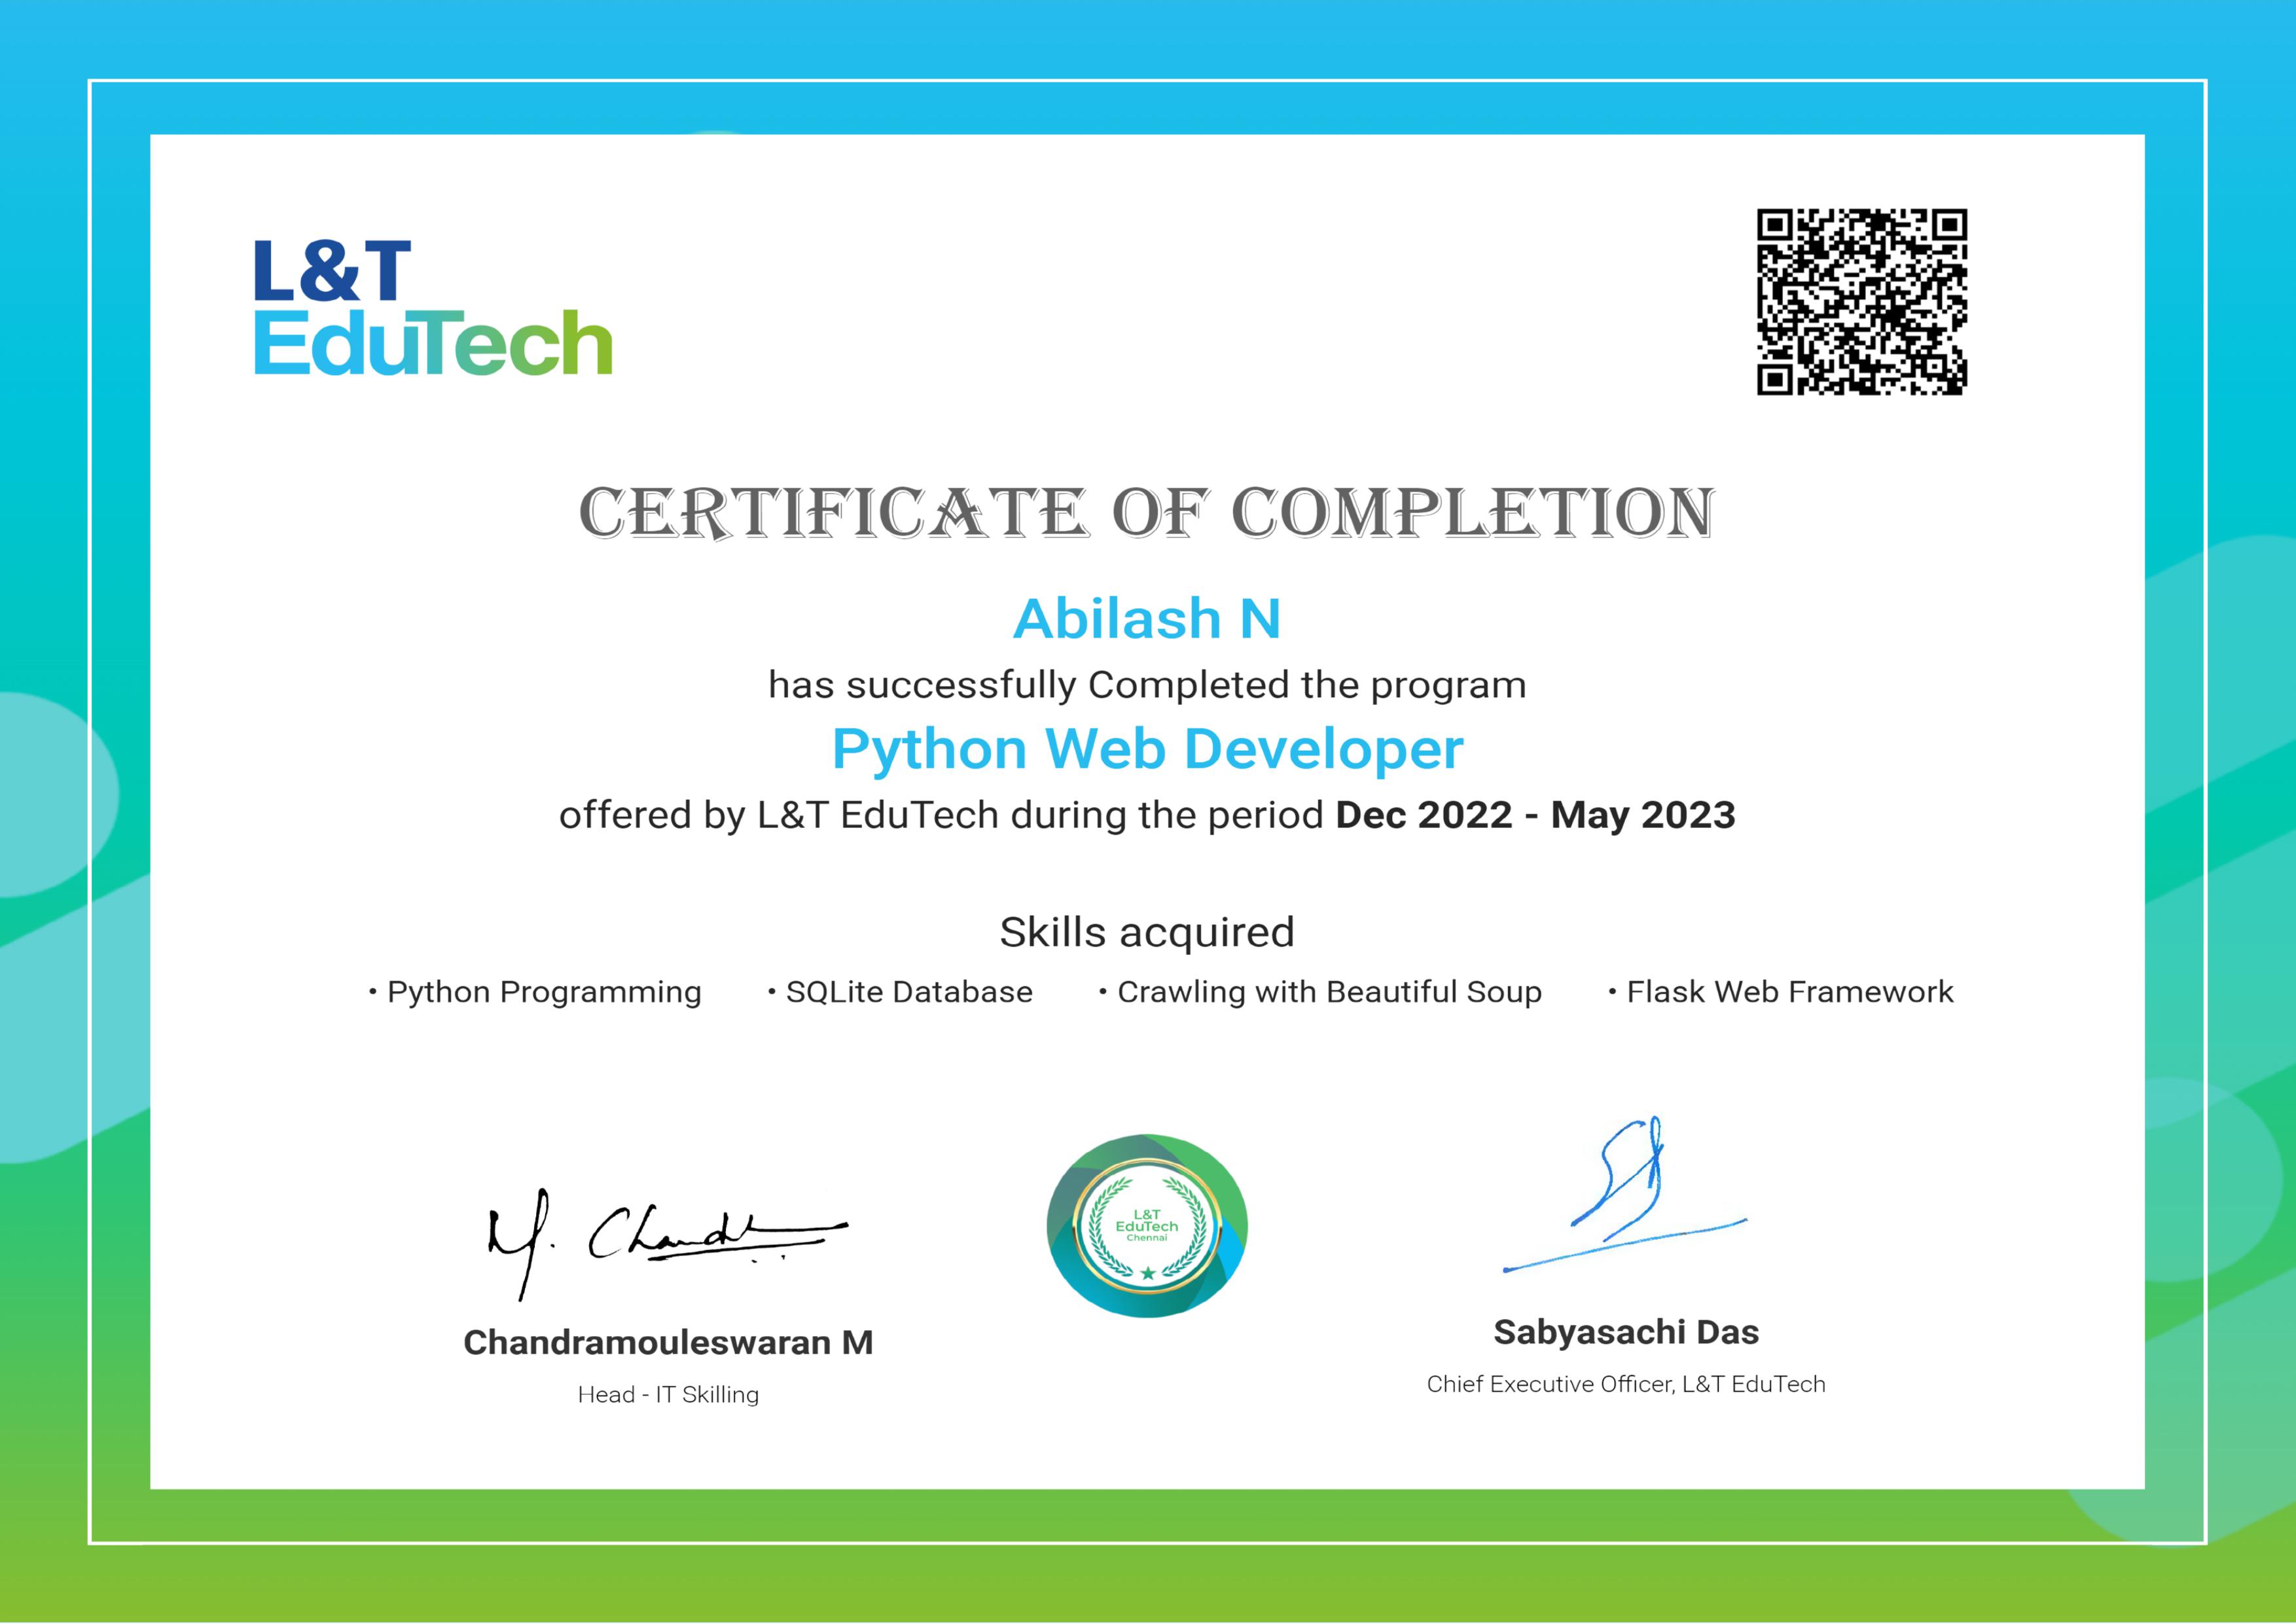 L&T
EduTech
CERTIFICATE OF COMPLETION
Abilash N
has successfully Completed the program
Python Web Developer
offered by L&T EduTech during the period Dec 2022 - May 2023
Skills acquired
• Python Programming • SQLite Database • Crawling with Beautiful Soup • Flask Web Framework
M. Chand
L&T
EduTech
Chennai
Chandramouleswaran M
Head - IT Skilling
Sabyasachi Das
Chief Executive Officer, L&T EduTech